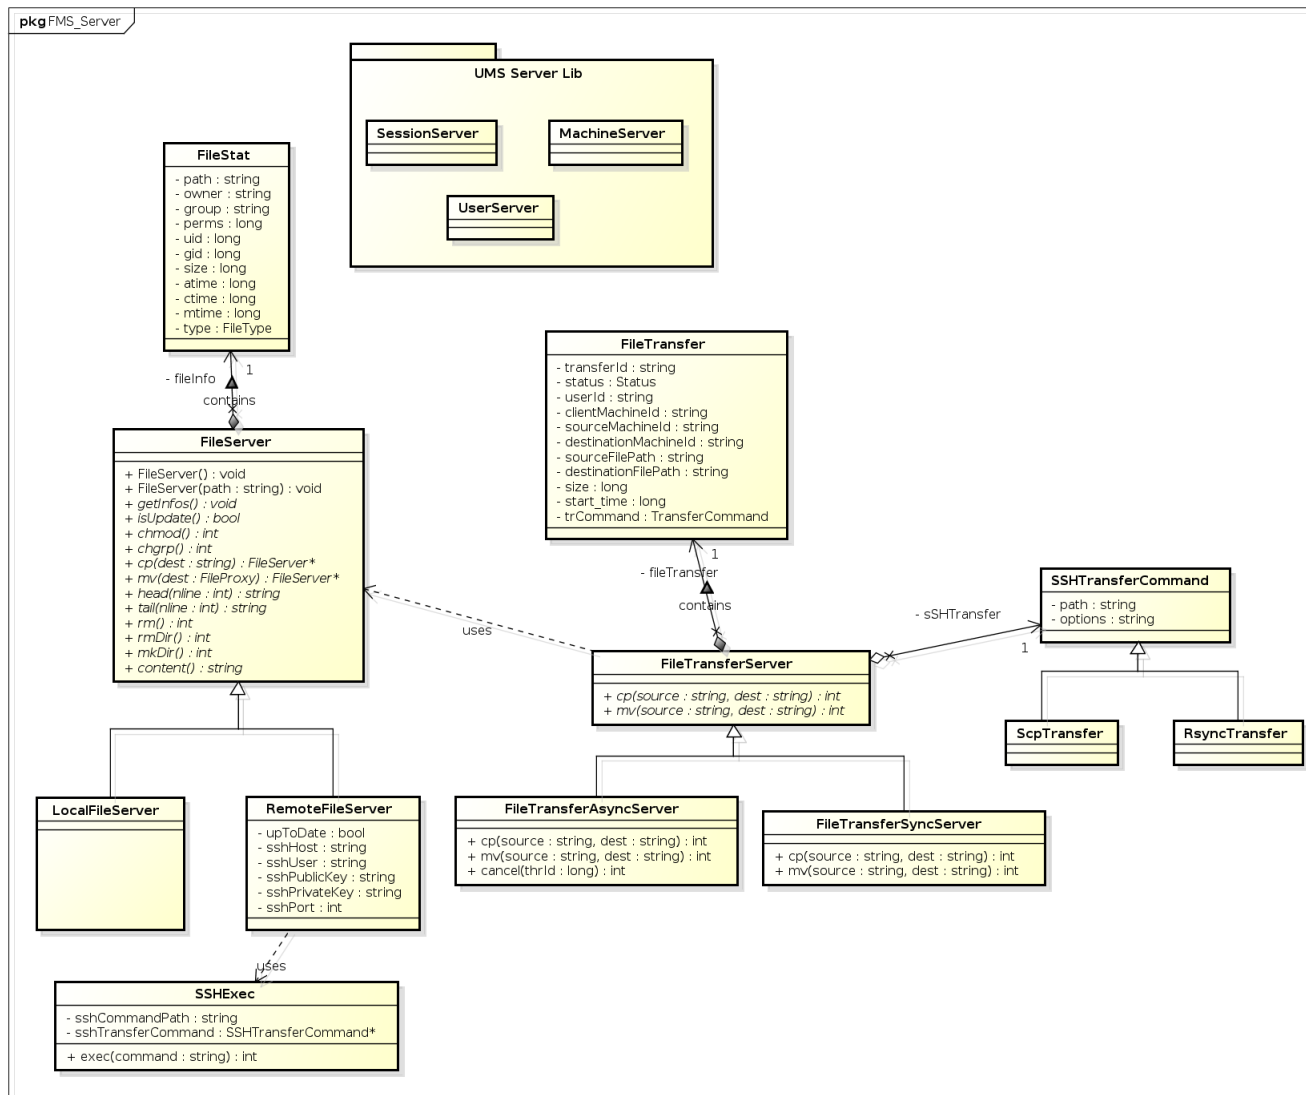 pkg FMS_Server
UMS Server Lib
SessionServer
MachineServer
UserServer
FileStat
- path : string
- owner : string
- group : string
- perms : long
- uid : long
- gid : long
- size : long
- atime : long
- ctime : long
- mtime : long
- type : FileType
1
- fileInfo
contains
FileServer
+ FileServer() : void
+ FileServer(path : string) : void
+ getInfos() : void
+ isUpdate() : bool
+ chmod() : int
+ chgrp() : int
+ cp(dest : string) : FileServer*
+ mv(dest : FileProxy) : FileServer*
+ head(nline : int) : string
+ tail(nline : int) : string
+ rm() : int
+ rmDir() : int
+ mkDir() : int
+ content() : string
FileTransfer
- transferId : string
- status : Status
- userId : string
- clientMachineId : string
- sourceMachineId : string
- destinationMachineId : string
- sourceFilePath : string
- destinationFilePath : string
- size : long
- start_time : long
- trCommand : TransferCommand
1
- fileTransfer
contains
uses
FileTransferServer
+ cp(source : string, dest : string) : int
+ mv(source : string, dest : string) : int
- sSHTransfer
1
SSHTransferCommand
- path : string
- options : string
ScpTransfer
RsyncTransfer
LocalFileServer
RemoteFileServer
- upToDate : bool
- sshHost : string
- sshUser : string
- sshPublicKey : string
- sshPrivateKey : string
- sshPort : int
FileTransferAsyncServer
+ cp(source : string, dest : string) : int
+ mv(source : string, dest : string) : int
+ cancel(thrId : long) : int
FileTransferSyncServer
+ cp(source : string, dest : string) : int
+ mv(source : string, dest : string) : int
uses
SSHExec
- sshCommandPath : string
- sshTransferCommand : SSHTransferCommand*
+ exec(command : string) : int